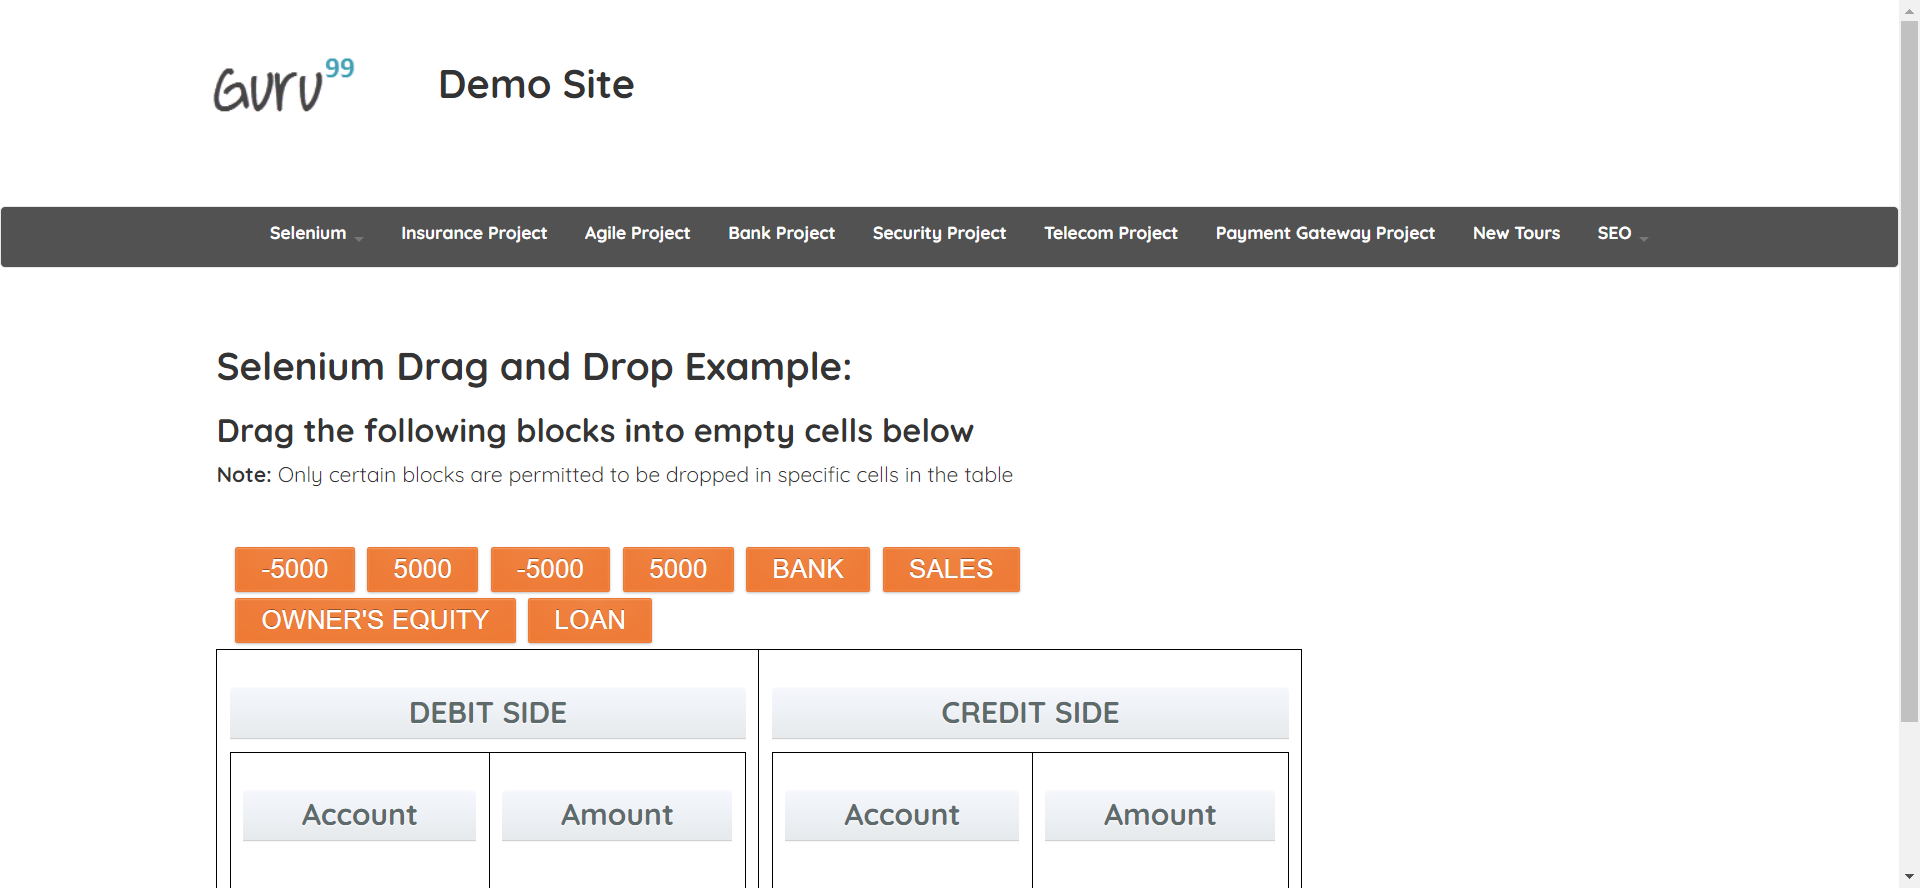 Guru99
Demo Site
Selenium Insurance Project Agile Project Bank Project Security Project Telecom Project Payment Gateway Project New Tours SEO
Selenium Drag and Drop Example:
Drag the following blocks into empty cells below
Note: Only certain blocks are permitted to be dropped in specific cells in the table
-5000 5000 -5000 5000 BANK SALES
OWNER'S EQUITY LOAN
DEBIT SIDE CREDIT SIDE
Account Amount Account Amount